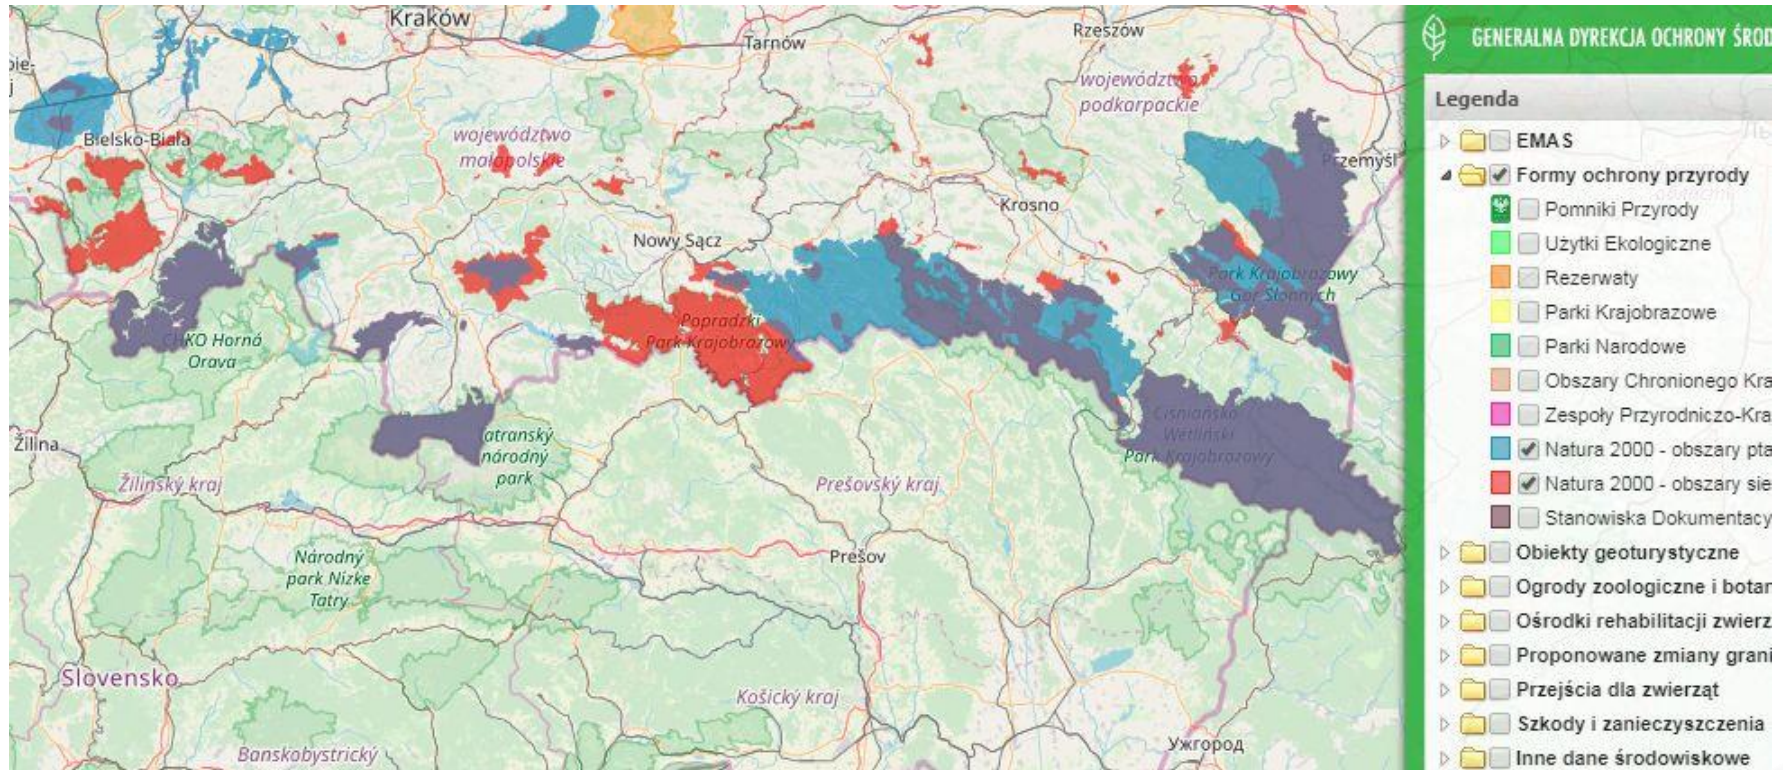 Kraków
Tarnów
Rzeszów
województwo
podkarpackie
Bielsko-Biała
województwo
małopolskie
Przemyśl
Krosno
Nowy Sącz
Park Krajobrazowy
Gór Słonnych
Popradzki
Park Krajobrazowy
CHKO Horná
Orava
Ciśniańsko
Wetliński
Park Krajobrazowy
Žilina
atranský
národný
park
Žilinský kraj
Prešovský kraj
Národný
park Nízke
Tatry
Prešov
Slovensko
Košický kraj
Banskobystrický
Ужгород
GENERALNA DYREKCJA OCHRONY ŚROD
Legenda
EMAS
Formy ochrony przyrody
Pomniki Przyrody
Użytki Ekologiczne
Rezerwaty
Parki Krajobrazowe
Parki Narodowe
Obszary Chronionego Kra
Zespoły Przyrodniczo-Kra
Natura 2000 - obszary pta
Natura 2000 - obszary sie
Stanowiska Dokumentacy
Obiekty geoturystyczne
Ogrody zoologiczne i botan
Ośrodki rehabilitacji zwierz
Proponowane zmiany grani
Przejścia dla zwierząt
Szkody i zanieczyszczenia
Inne dane środowiskowe